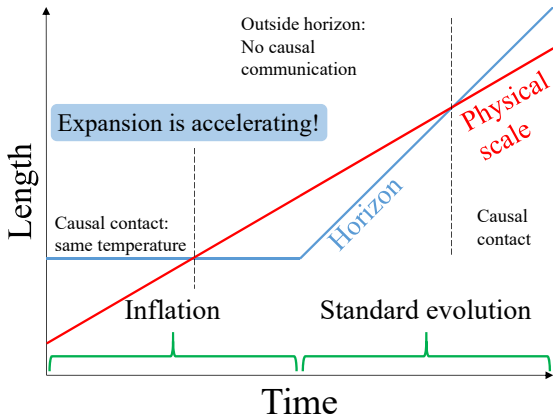 Outside horizon:
No causal
communication
Expansion is accelerating!
Physical
scale
Length
Horizon
Causal contact:
same temperature
Causal
contact
Inflation
Standard evolution
Time